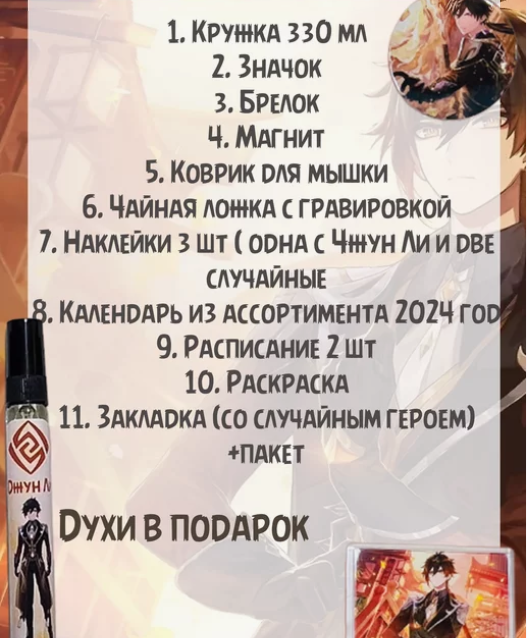 1. Кружка 330 мл
2. Значок
3. Брелок
4. Магнит
5. Коврик для мышки
6. Чайная ложка с гравировкой
7. Наклейки 3 шт ( одна с Чжун Ли и две
случайные
8. Календарь из ассортимента 2024 год
9. Расписание 2 шт
10. Раскраска
11. Закладка (со случайным героем)
+пакет
Джун Л
Духи в подарок